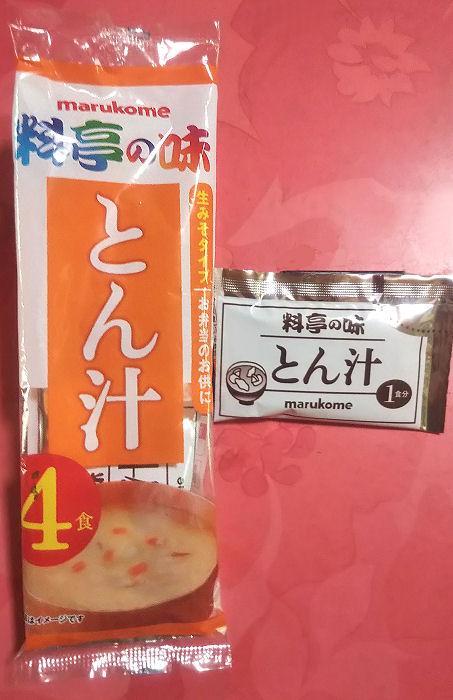 marukome
料亭の味
とん汁
生みそタイプ
お弁当のお供に
4食
はイメージです
料亭の味
とん汁
marukome
1食分